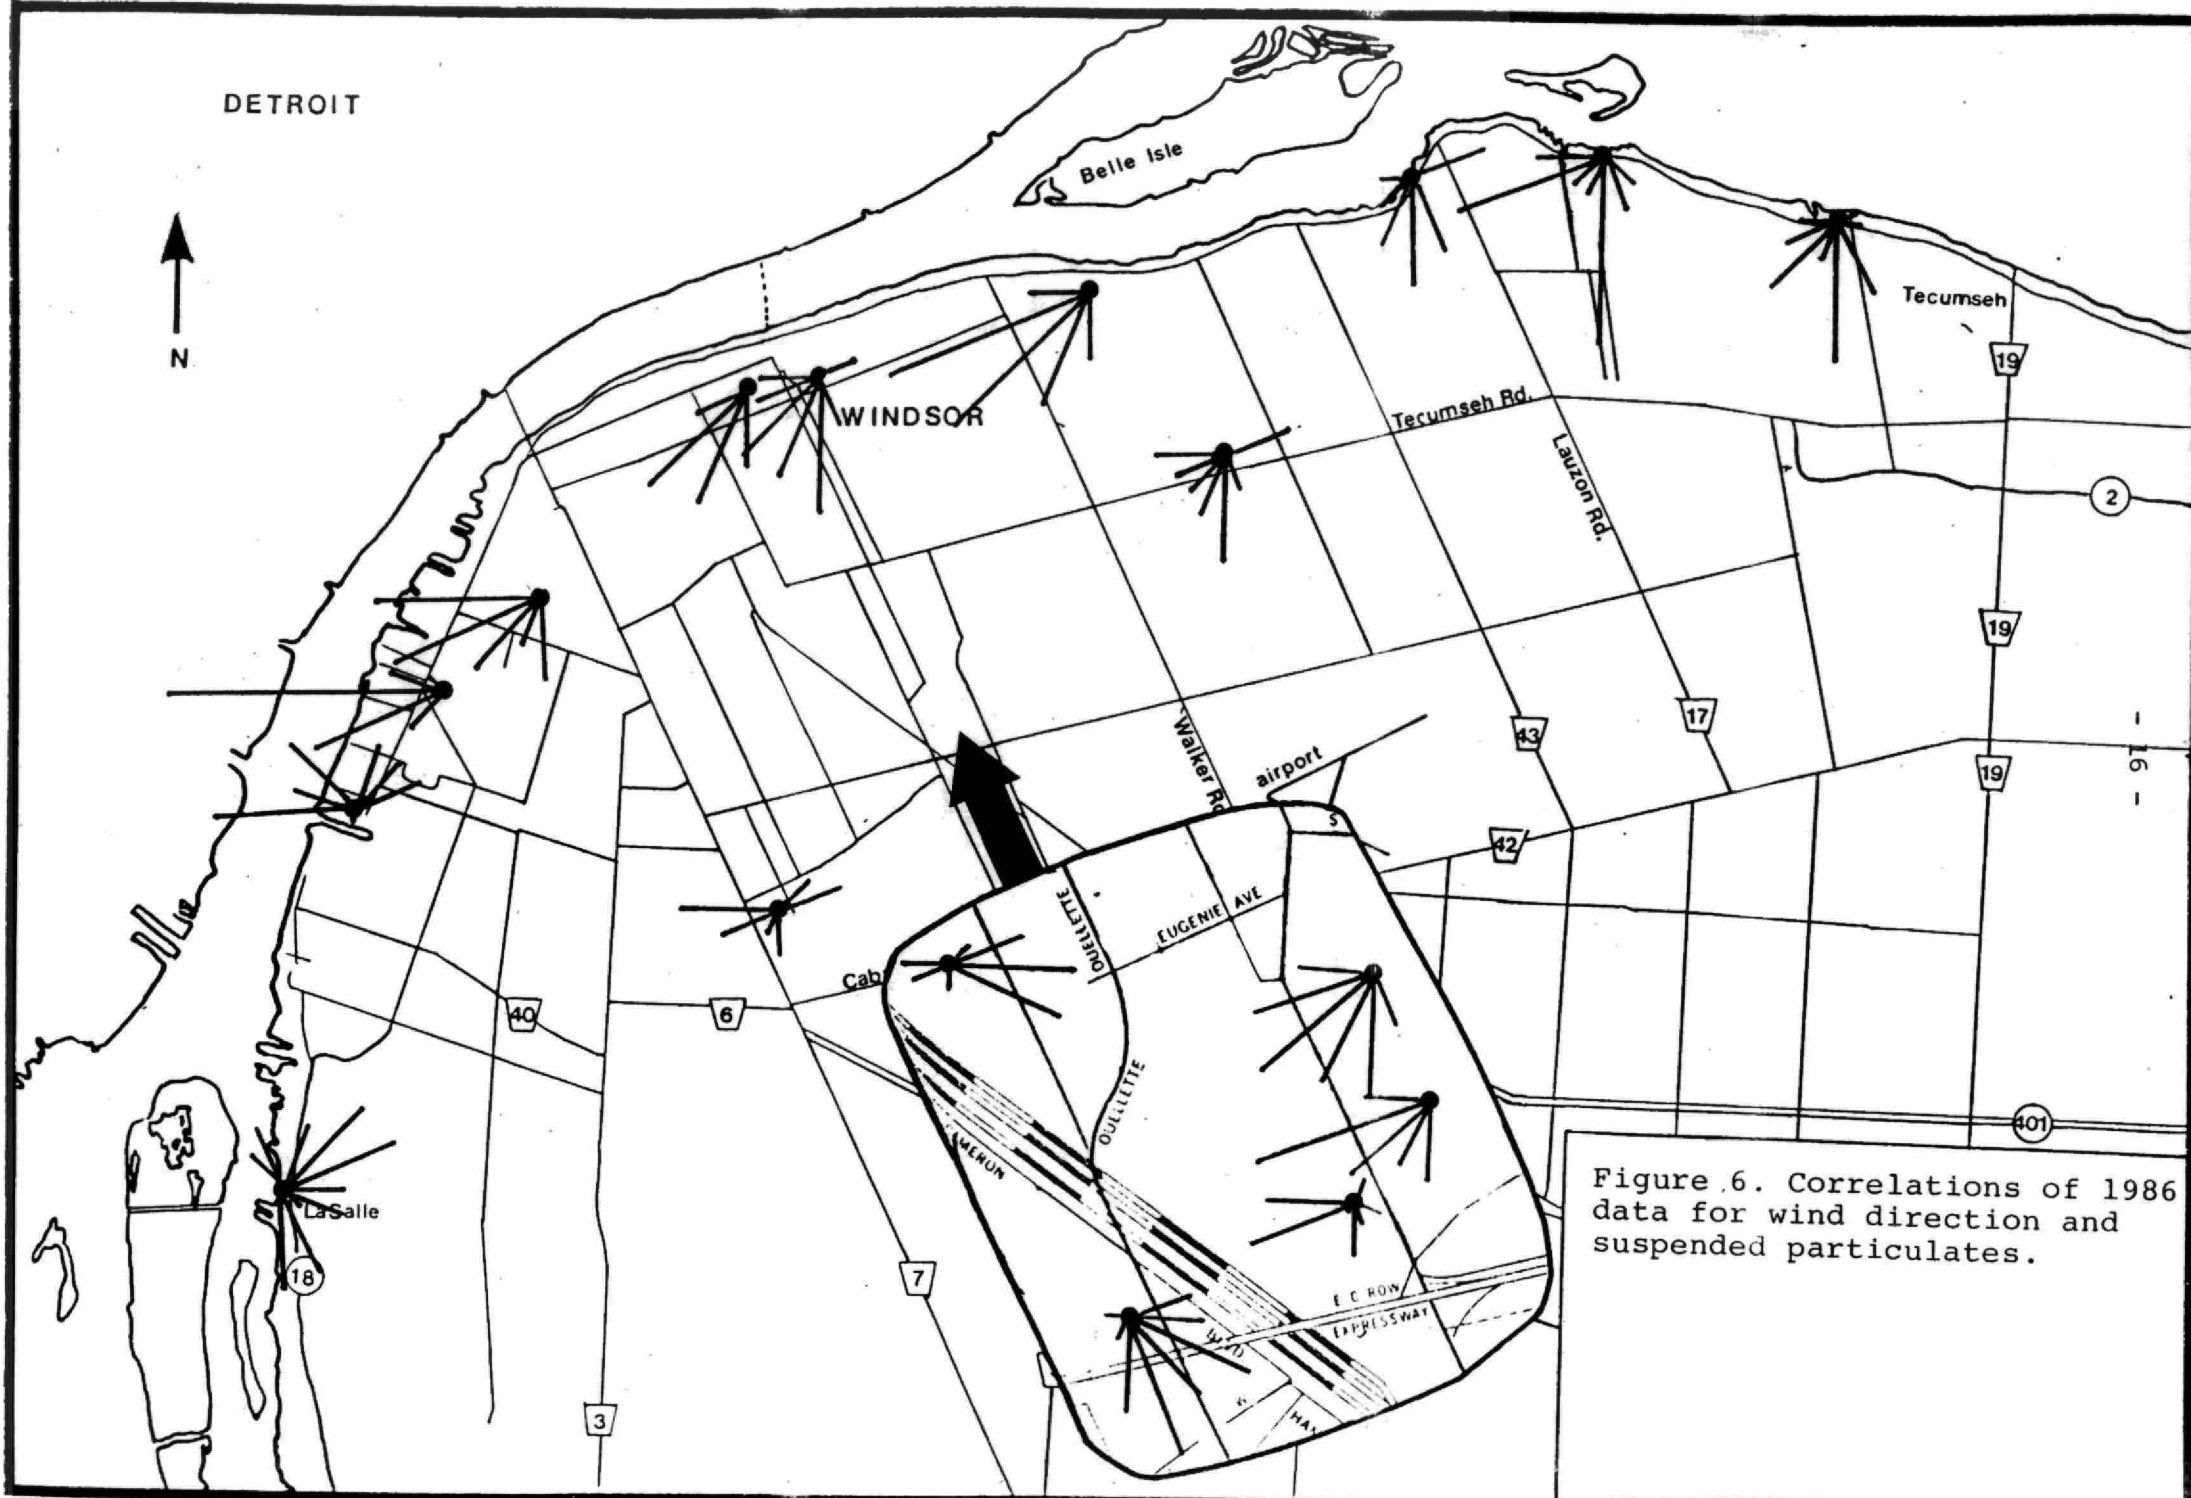 DETROIT
Belle Isle
N
Tecumseh
19
WINDSOR
Tecumseh Rd.
Lauzon Rd.
2
19
17
43
Walker Rd
airport
19
- 16 -
42
S
OUELLETTE
EUGENIE AVE
Cab
40
6
OUELLETTE
401
Figure 6. Correlations of 1986
data for wind direction and
suspended particulates.
LaSalle
18
7
E C ROW
EXPRESSWAY
3
W
HAN